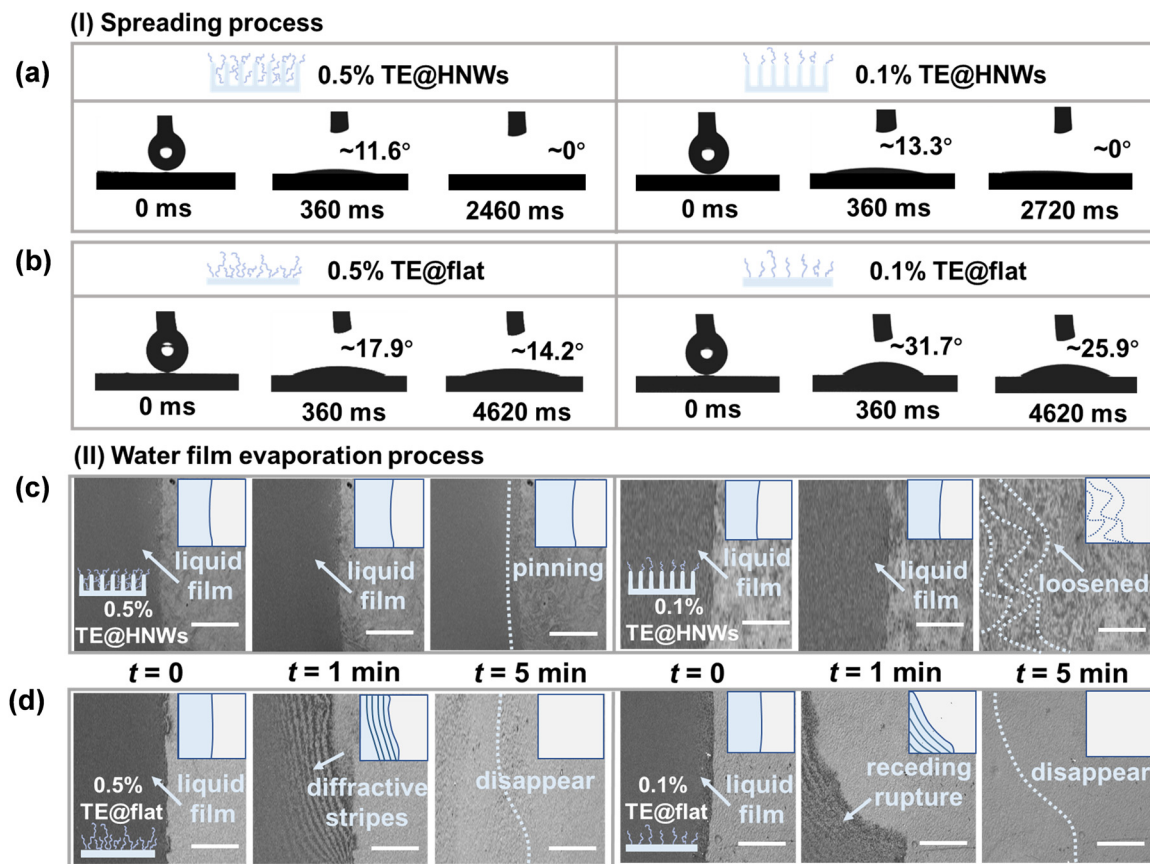 (I) Spreading process
(a)
0.5% TE@HNWs
0.1% TE@HNWs
~11.6°
~0°
~13.3°
~0°
0 ms
360 ms
2460 ms
0 ms
360 ms
2720 ms
(b)
0.5% TE@flat
0.1% TE@flat
~17.9°
~14.2°
~31.7°
~25.9°
0 ms
360 ms
4620 ms
0 ms
360 ms
4620 ms
(II) Water film evaporation process
(c)
liquid
film
0.5%
TE@HNWs
liquid
film
pinning
liquid
film
0.1%
TE@HNWs
liquid
film
loosened
t = 0
t = 1 min
t = 5 min
t = 0
t = 1 min
t = 5 min
(d)
0.5%
TE@flat
liquid
film
diffractive
stripes
disappear
0.1%
TE@flat
liquid
film
receding
rupture
disappear